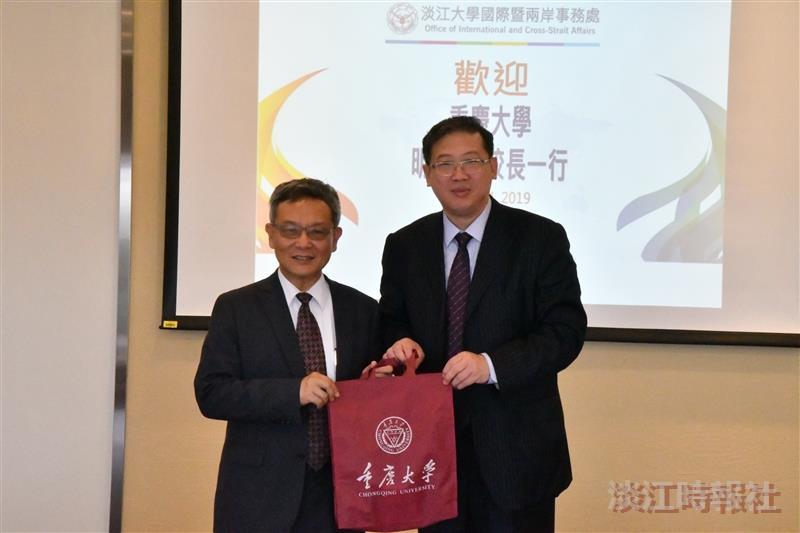 淡江大學國際暨兩岸事務處
Office of International and Cross-Strait Affairs
歡迎
重慶大學
明 校長一行
, 2019
重庆大学
CHONGQING UNIVERSITY
淡江時報社